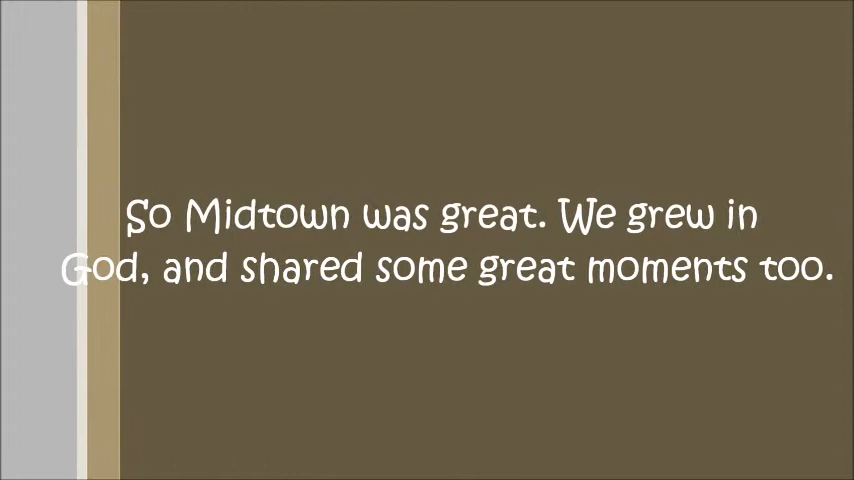 So Midtown was great. We grew in
God, and shared some great moments too.